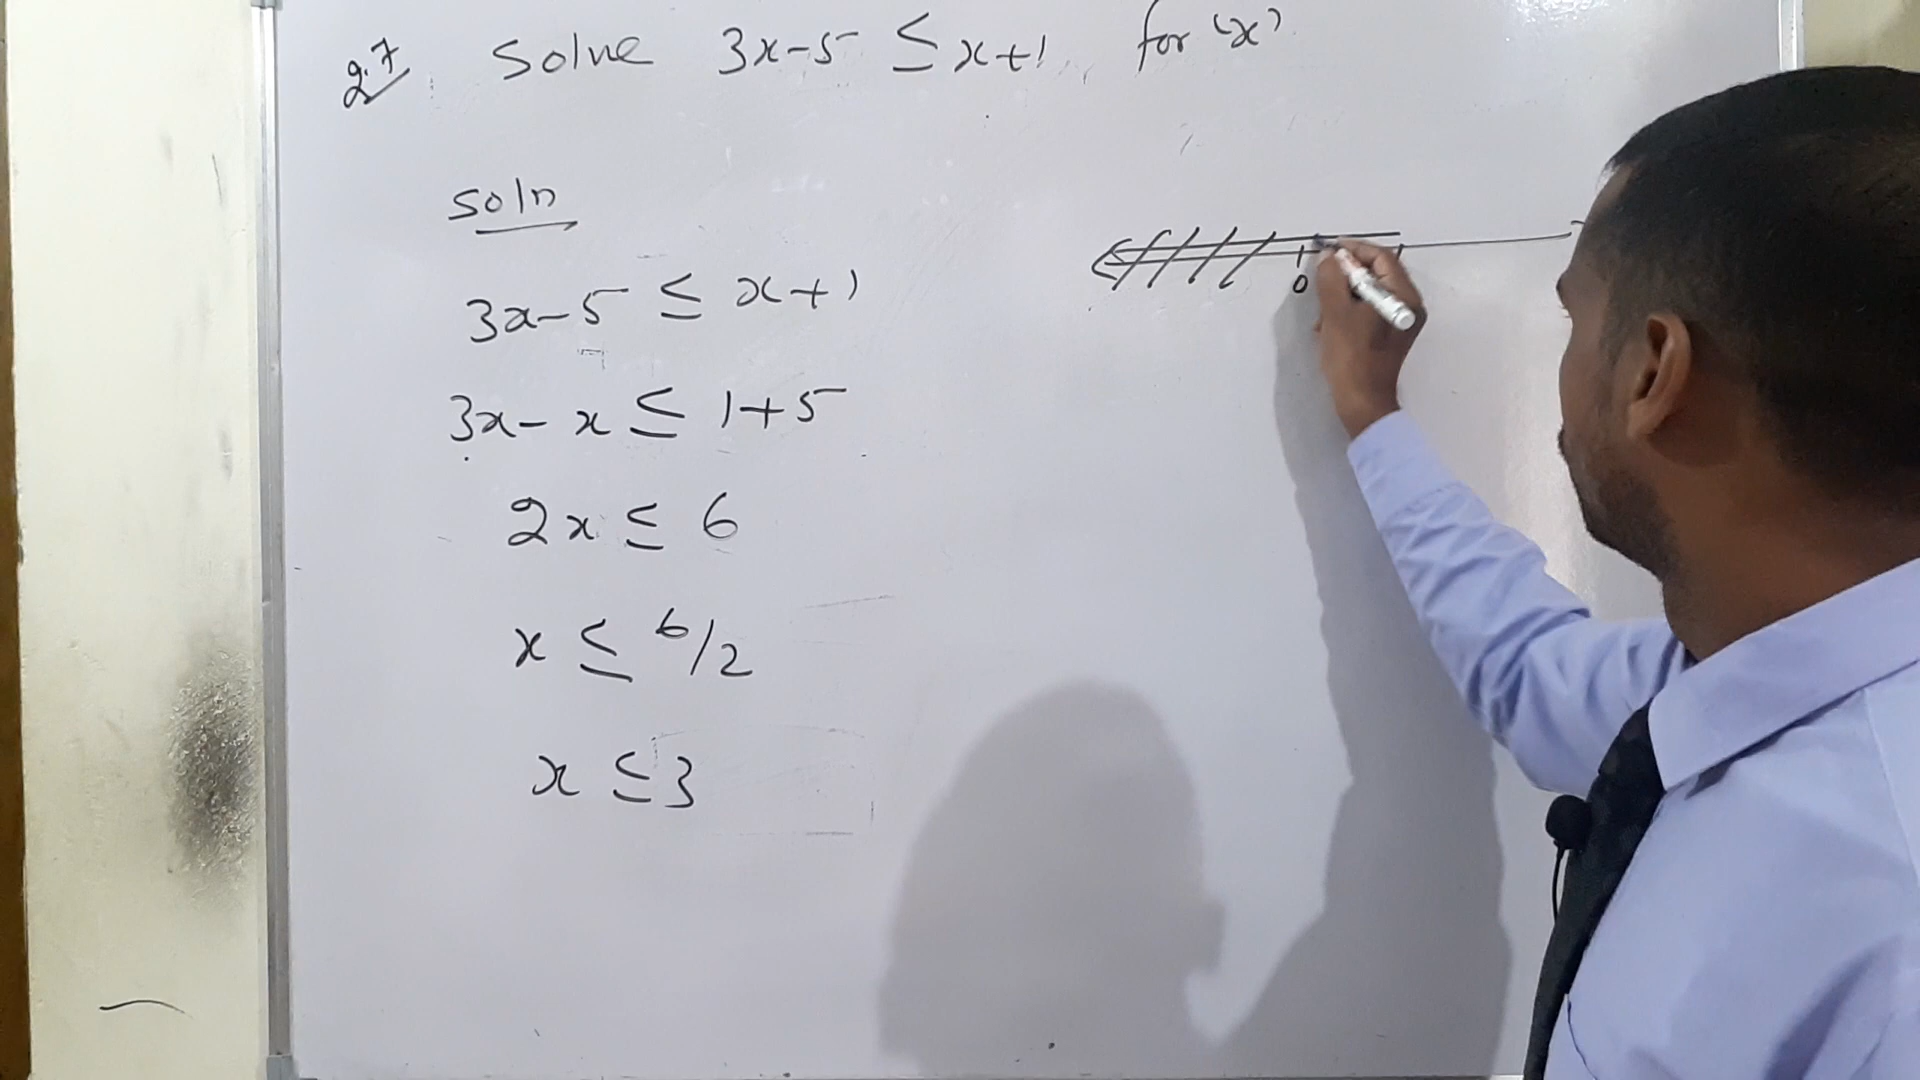 Q.7 Solve 3x-5 ≤ x+1 for 'x'
Soln
3x-5 ≤ x+1
3x-x ≤ 1+5
2x ≤ 6
x ≤ 6/2
x ≤ 3
0